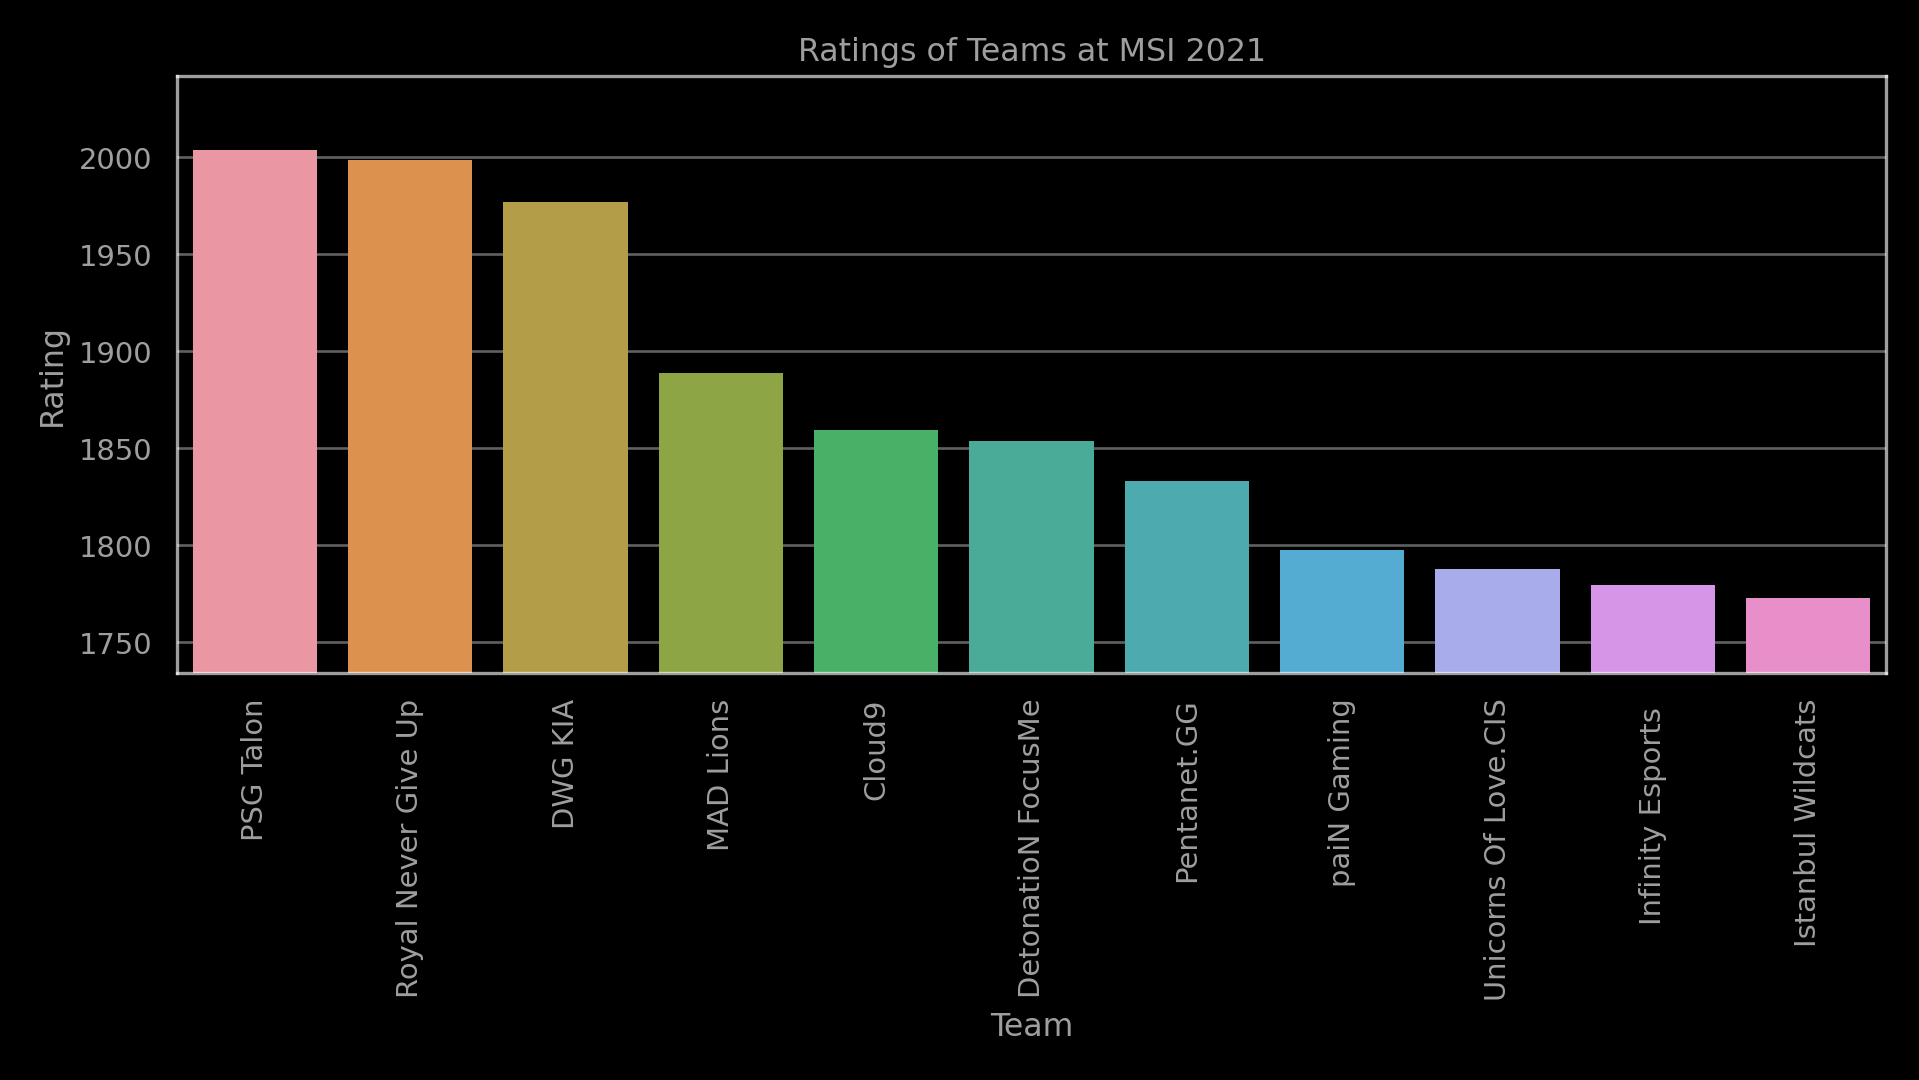 Ratings of Teams at MSI 2021
Rating
2000
1950
1900
1850
1800
1750
PSG Talon
Royal Never Give Up
DWG KIA
MAD Lions
Cloud9
DetonatioN FocusMe
Pentanet.GG
paiN Gaming
Unicorns Of Love.CIS
Infinity Esports
Istanbul Wildcats
Team